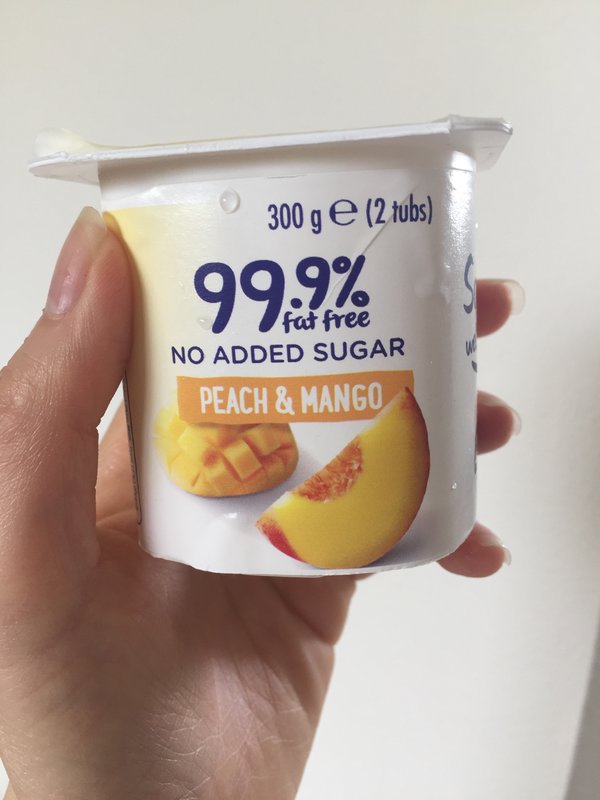 300 g e (2 tubs)
99.9%
fat free
NO ADDED SUGAR
PEACH & MANGO